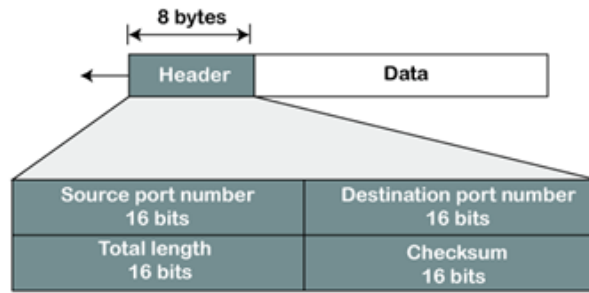 8 bytes
Header
Data
Source port number
16 bits
Destination port number
16 bits
Total length
16 bits
Checksum
16 bits